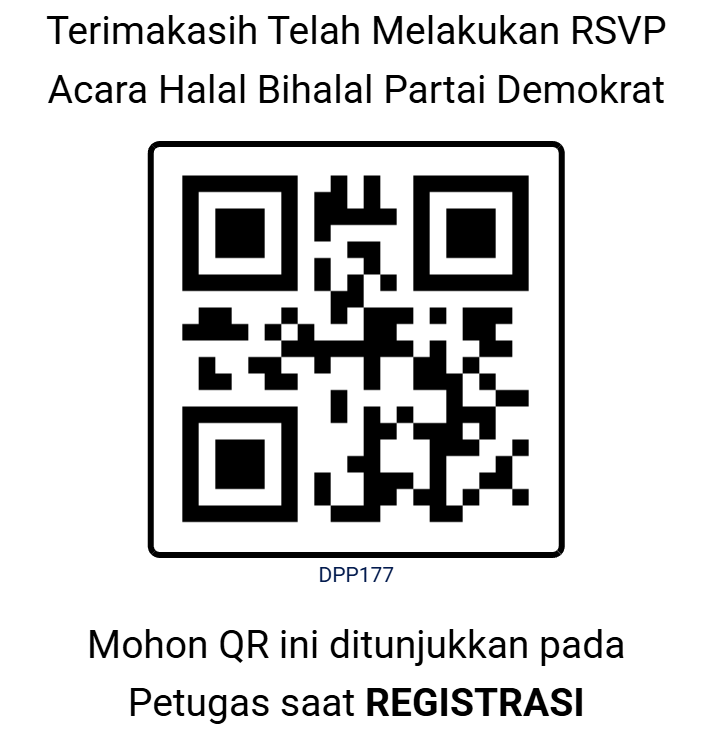 Terimakasih Telah Melakukan RSVP
Acara Halal Bihalal Partai Demokrat
DPP177
Mohon QR ini ditunjukkan pada
Petugas saat REGISTRASI